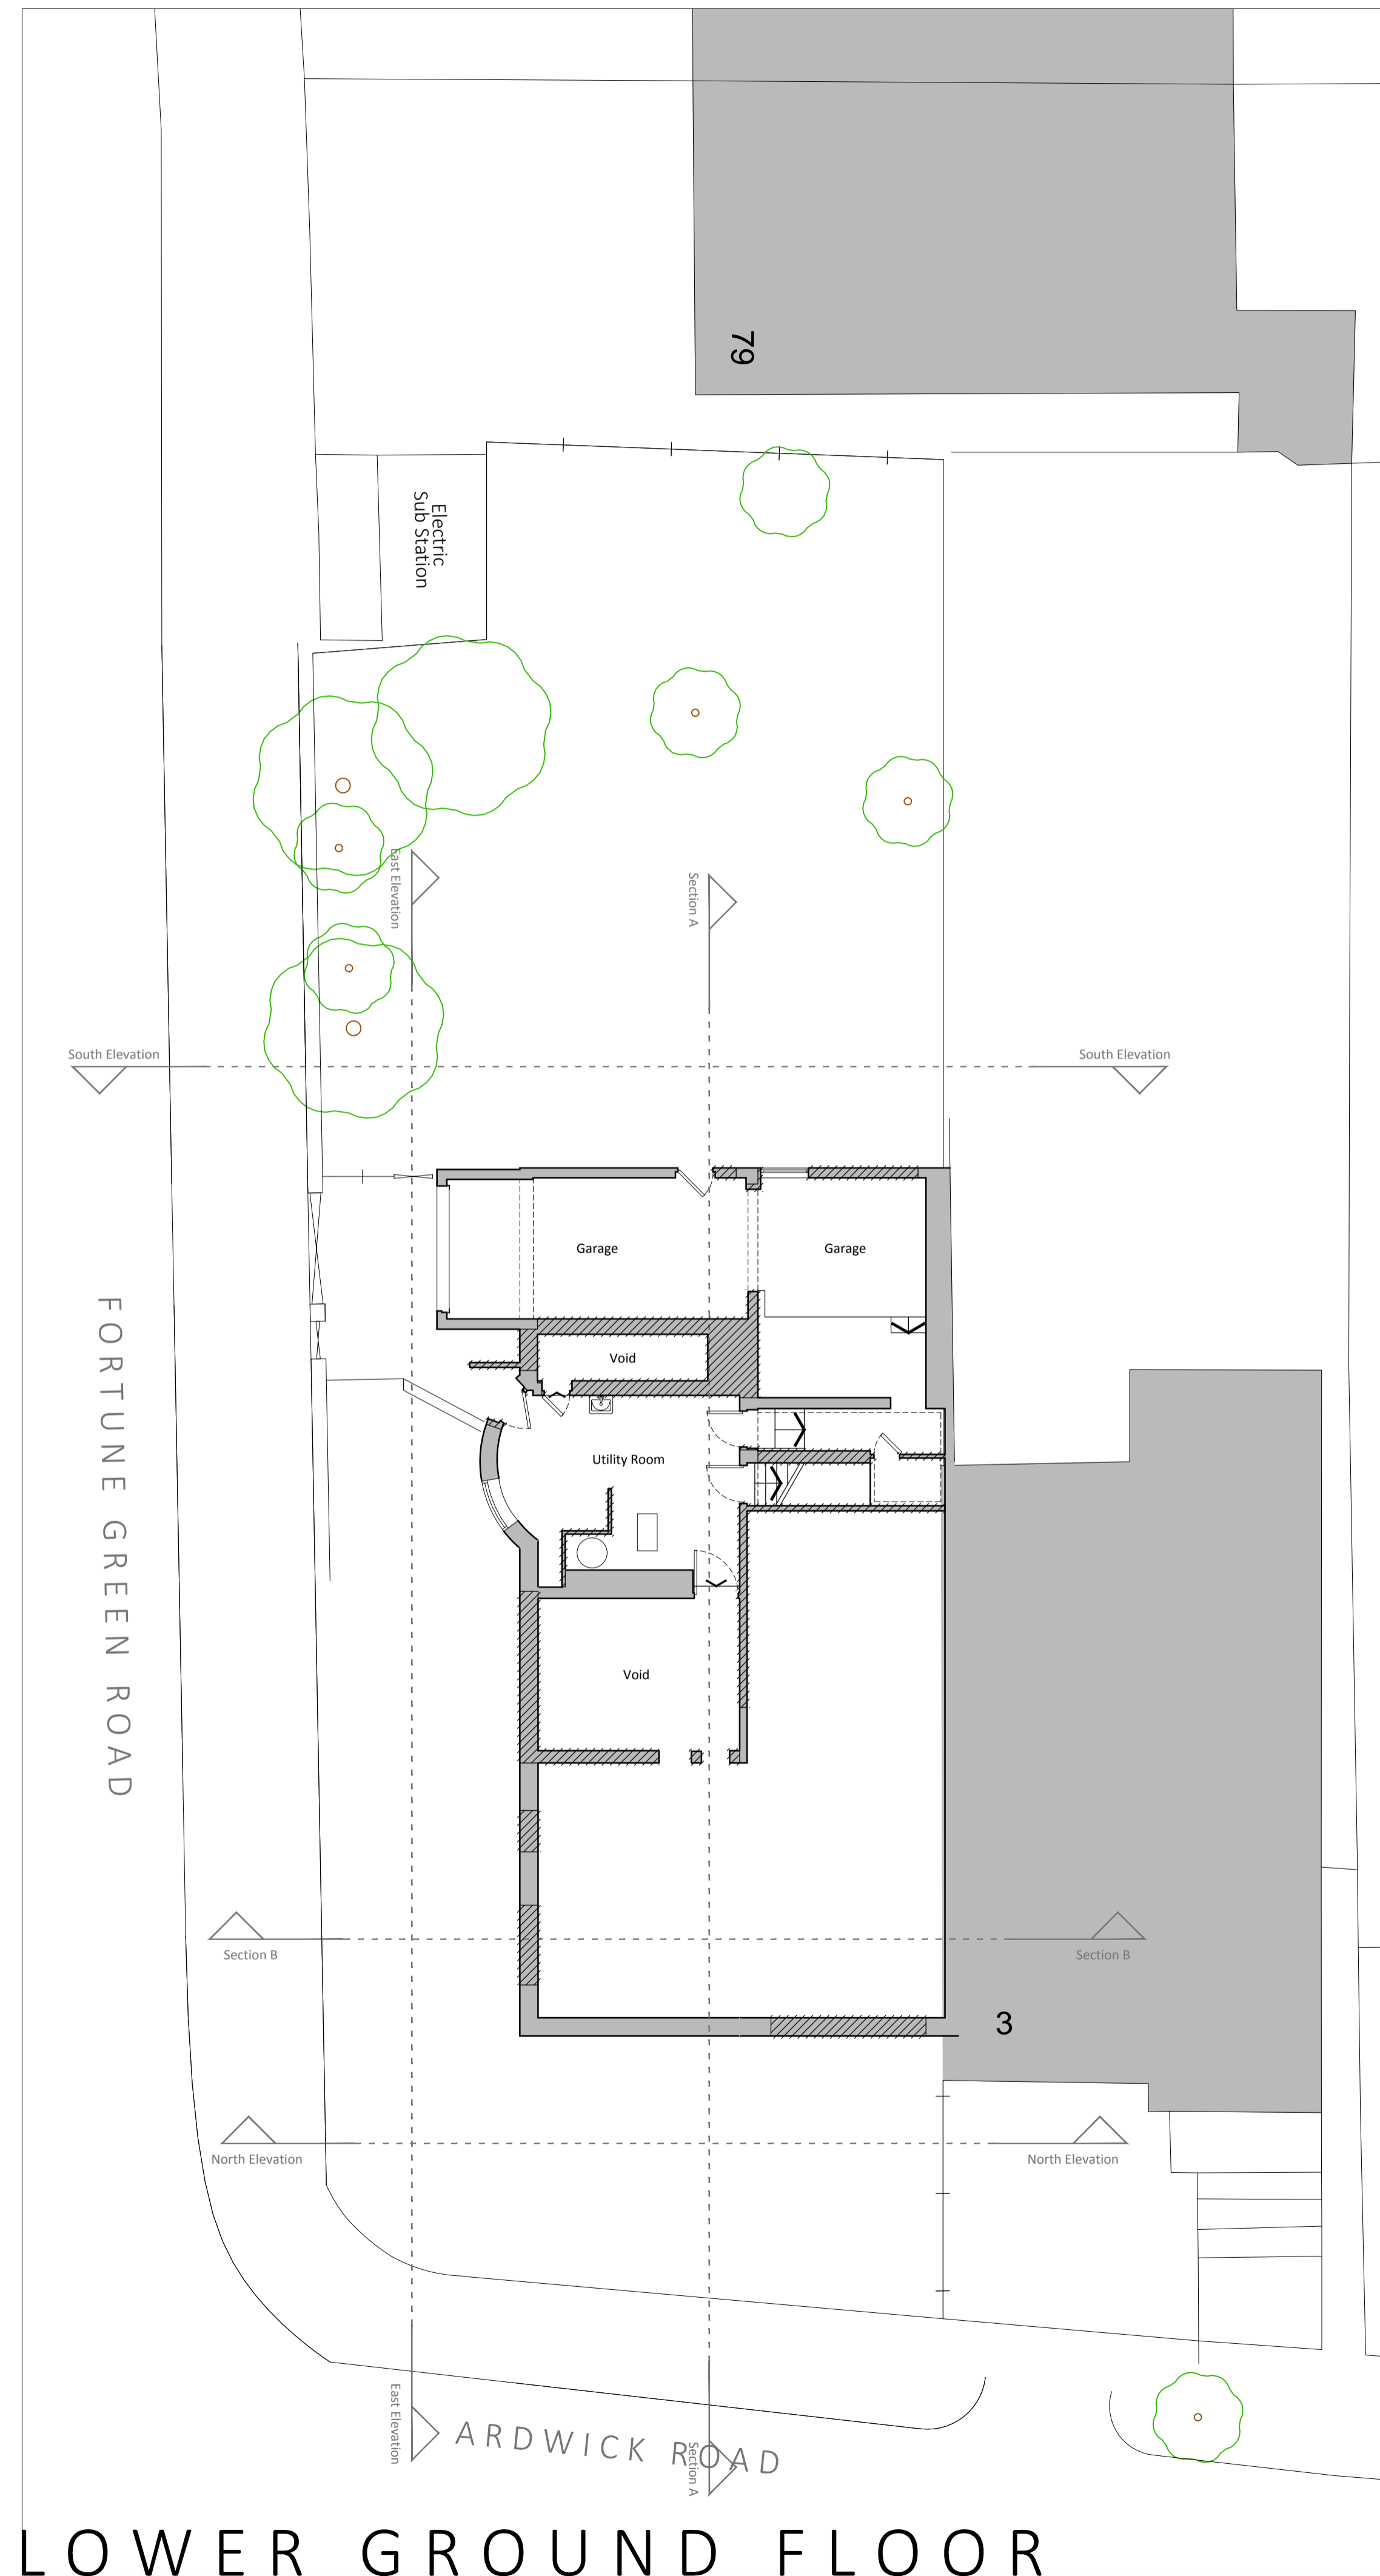 79
Electric
Sub Station
East Elevation
Section A
South Elevation
South Elevation
Garage
Garage
Void
Utility Room
FORTUNE GREEN ROAD
Void
Section B
Section B
3
North Elevation
North Elevation
East Elevation
ARDWICK ROAD
Section A
LOWER GROUND FLOOR